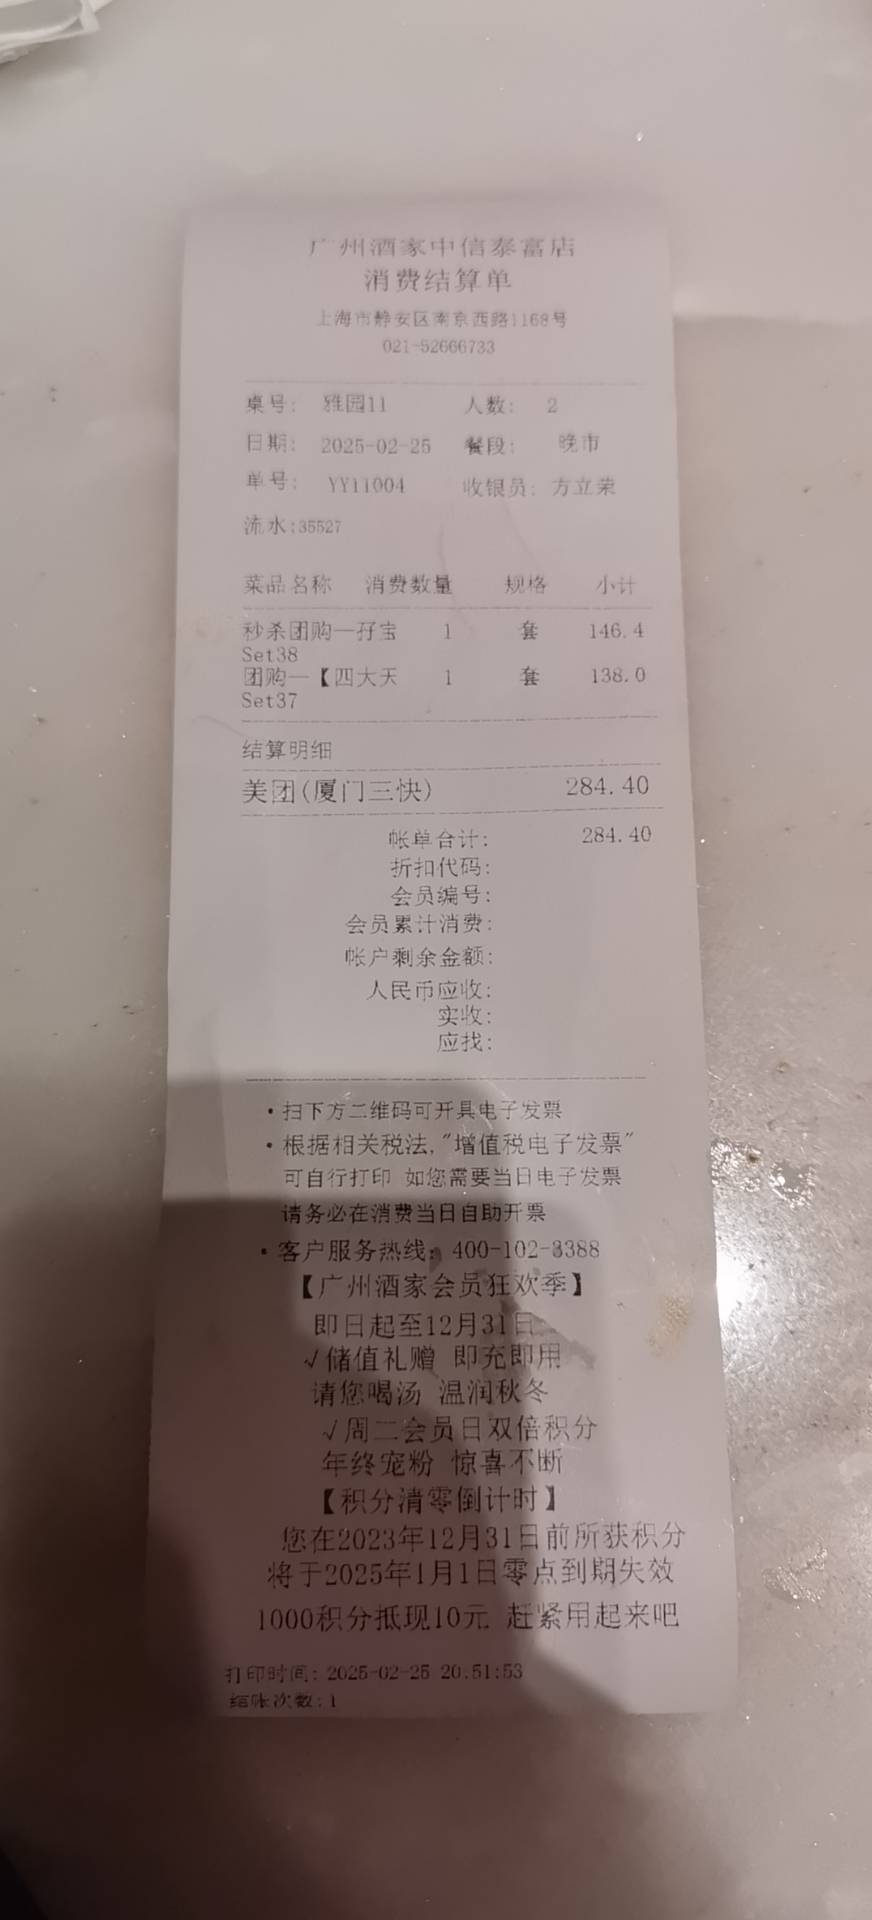 广州酒家中信泰富店
消费结算单
上海市静安区南京西路1168号
021-52666733
桌号: 雅园11 人数: 2
日期: 2025-02-25 餐段: 晚市
单号: YY11004 收银员: 方立荣
流水:35527
菜品名称 消费数量 规格 小计
秒杀团购—孖宝 1 套 146.4
Set38
团购—【四大天 1 套 138.0
Set37
结算明细
美团(厦门三快) 284.40
帐单合计: 284.40
折扣代码:
会员编号:
会员累计消费:
帐户剩余金额:
人民币应收:
实收:
应找:
·扫下方二维码可开具电子发票
·根据相关税法,"增值税电子发票"
可自行打印 如您需要当日电子发票
请务必在消费当日自助开票
·客户服务热线: 400-102-3388
【广州酒家会员狂欢季】
即日起至12月31日
√储值礼赠 即充即用
请您喝汤 温润秋冬
√周二会员日双倍积分
年终宠粉 惊喜不断
【积分清零倒计时】
您在2023年12月31日前所获积分
将于2025年1月1日零点到期失效
1000积分抵现10元 赶紧用起来吧
打印时间: 2025-02-25 20.51:53
结账次数:1